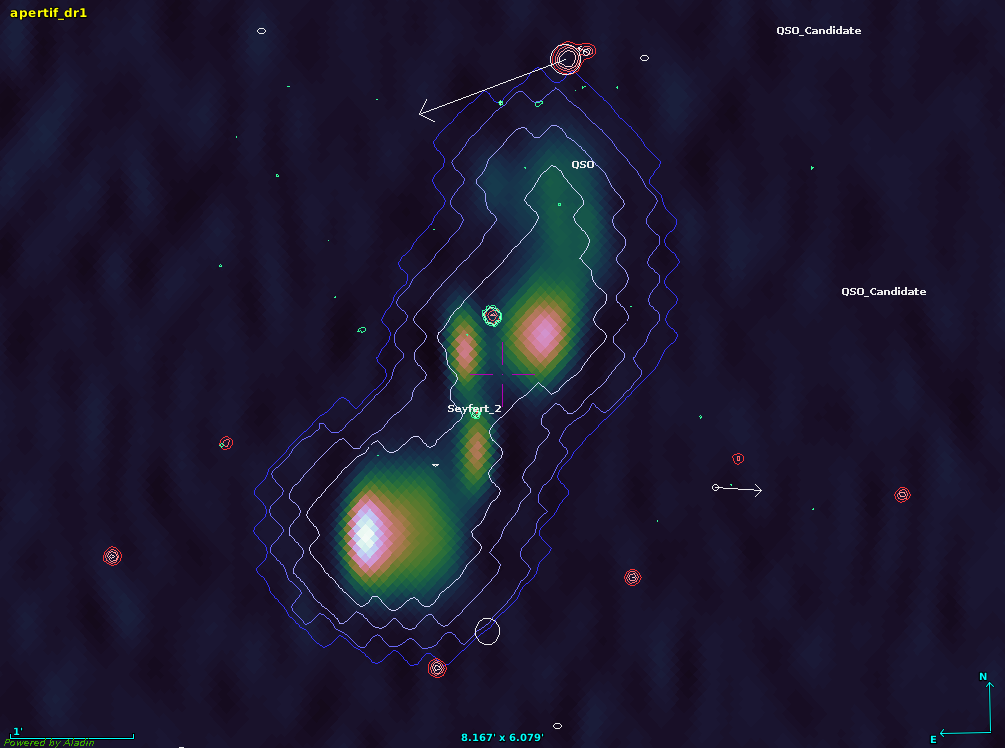 apertif_dr1
QSO_Candidate
QSO
QSO_Candidate
Seyfert_2
N
1'
8.167' x 6.079'
E
Powered by Aladin